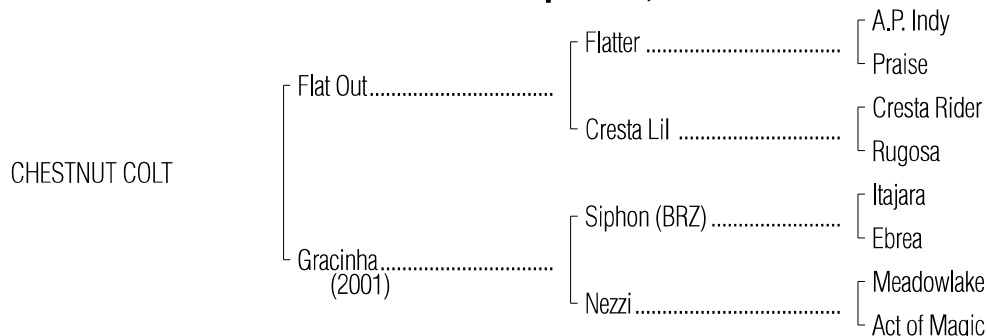 A.P. Indy
Flatter ..............................................
Praise
Flat Out...........................................
Cresta Rider
Cresta Lil ......................................
Rugosa
CHESTNUT COLT
Itajara
Siphon (BRZ) ..............................
Ebrea
Gracinha........................................
(2001)
Meadowlake
Nezzi................................................
Act of Magic